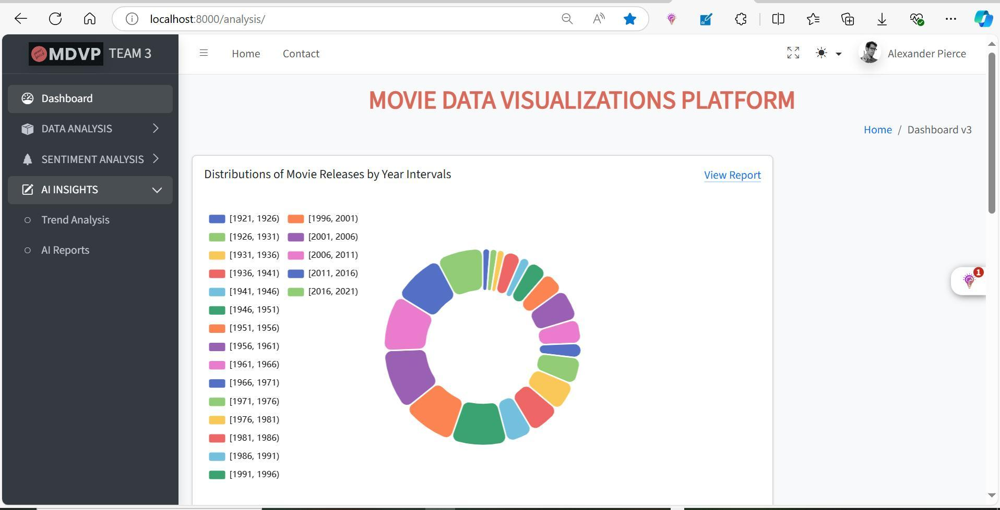 localhost:8000/analysis/
MDVP TEAM 3
Home
Contact
Alexander Pierce
Dashboard
DATA ANALYSIS
SENTIMENT ANALYSIS
AI INSIGHTS
Trend Analysis
AI Reports
MOVIE DATA VISUALIZATIONS PLATFORM
Home / Dashboard v3
Distributions of Movie Releases by Year Intervals
View Report
[1921, 1926)
[1926, 1931)
[1931, 1936)
[1936, 1941)
[1941, 1946)
[1946, 1951)
[1951, 1956)
[1956, 1961)
[1961, 1966)
[1966, 1971)
[1971, 1976)
[1976, 1981)
[1981, 1986)
[1986, 1991)
[1991, 1996)
[1996, 2001)
[2001, 2006)
[2006, 2011)
[2011, 2016)
[2016, 2021)
1